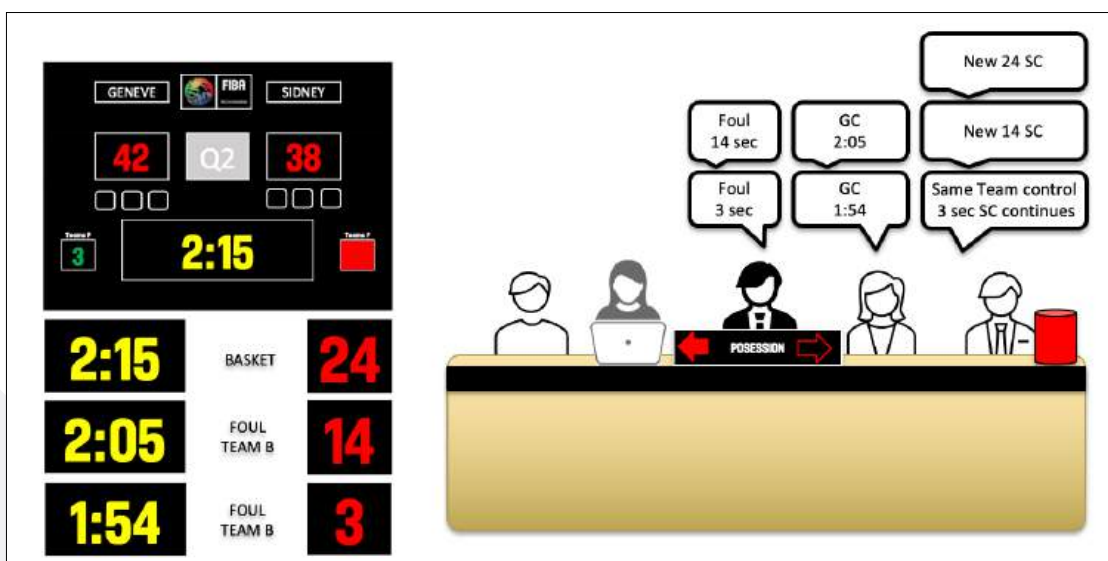 GENEVE
FIBA
SIDNEY
42
Q2
38
2:15
3
2:15
BASKET
24
2:05
FOUL
TEAM B
14
1:54
FOUL
TEAM B
3
New 24 SC
Foul
14 sec
GC
2:05
New 14 SC
Foul
3 sec
GC
1:54
Same Team control
3 sec SC continues
POSESSION